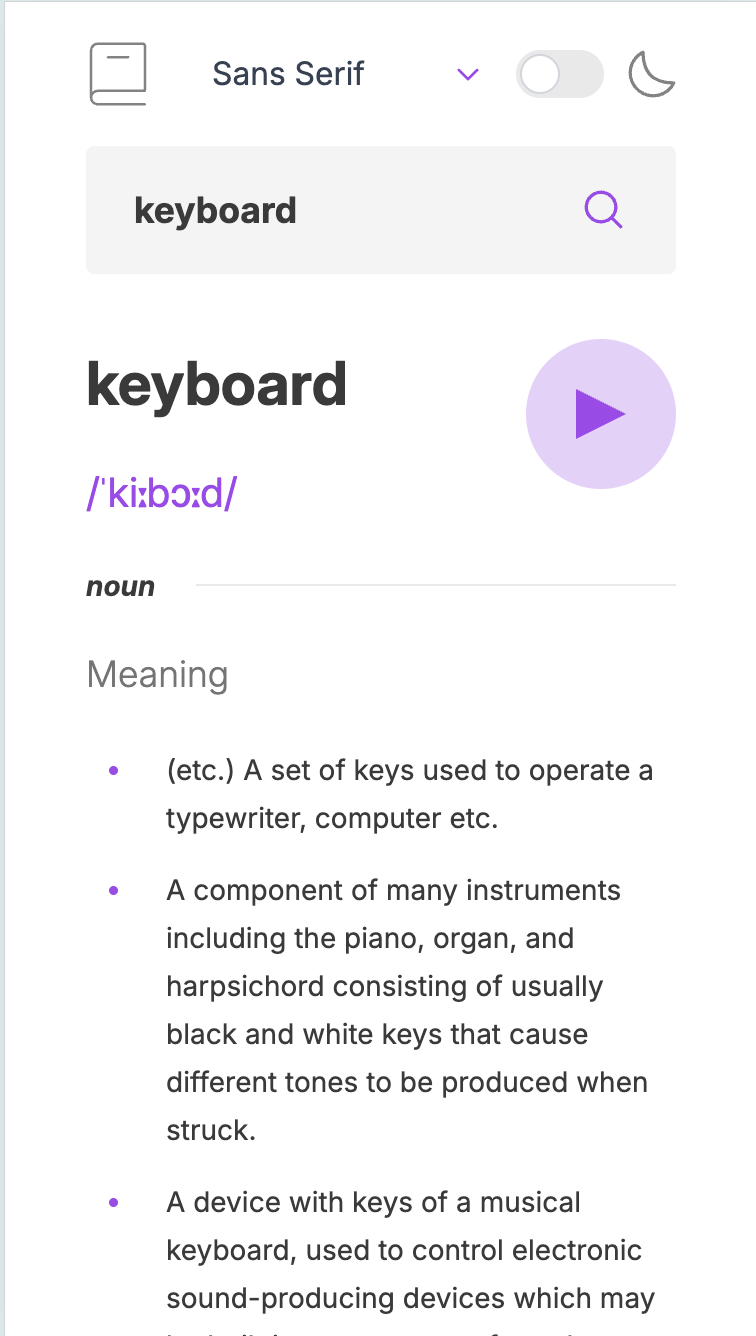 Sans Serif
keyboard
keyboard
/ˈkiːbɔːd/
noun
Meaning
(etc.) A set of keys used to operate a
typewriter, computer etc.
A component of many instruments
including the piano, organ, and
harpsichord consisting of usually
black and white keys that cause
different tones to be produced when
struck.
A device with keys of a musical
keyboard, used to control electronic
sound-producing devices which may